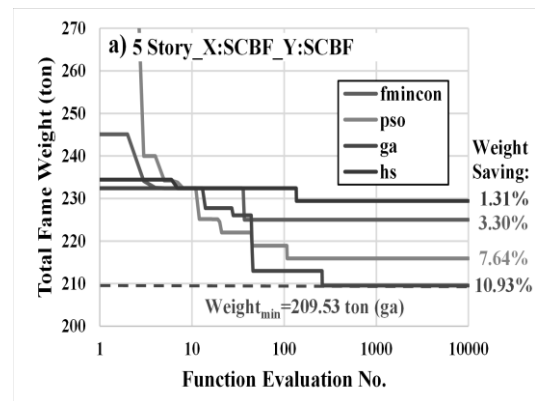 a) 5 Story_X:SCBF_Y:SCBF
270
260
250
240
230
220
210
200
Total Fame Weight (ton)
fmincon
pso
ga
hs
Weight
Saving:
1.31%
3.30%
7.64%
10.93%
Weightmin=209.53 ton (ga)
1
10
100
1000
10000
Function Evaluation No.